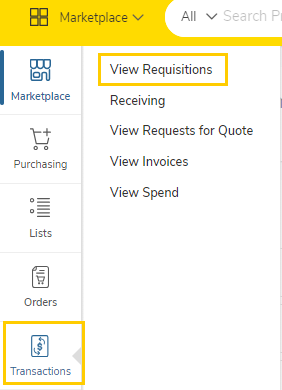 Marketplace
All
Search Pr
Marketplace
Purchasing
Lists
Orders
Transactions
View Requisitions
Receiving
View Requests for Quote
View Invoices
View Spend